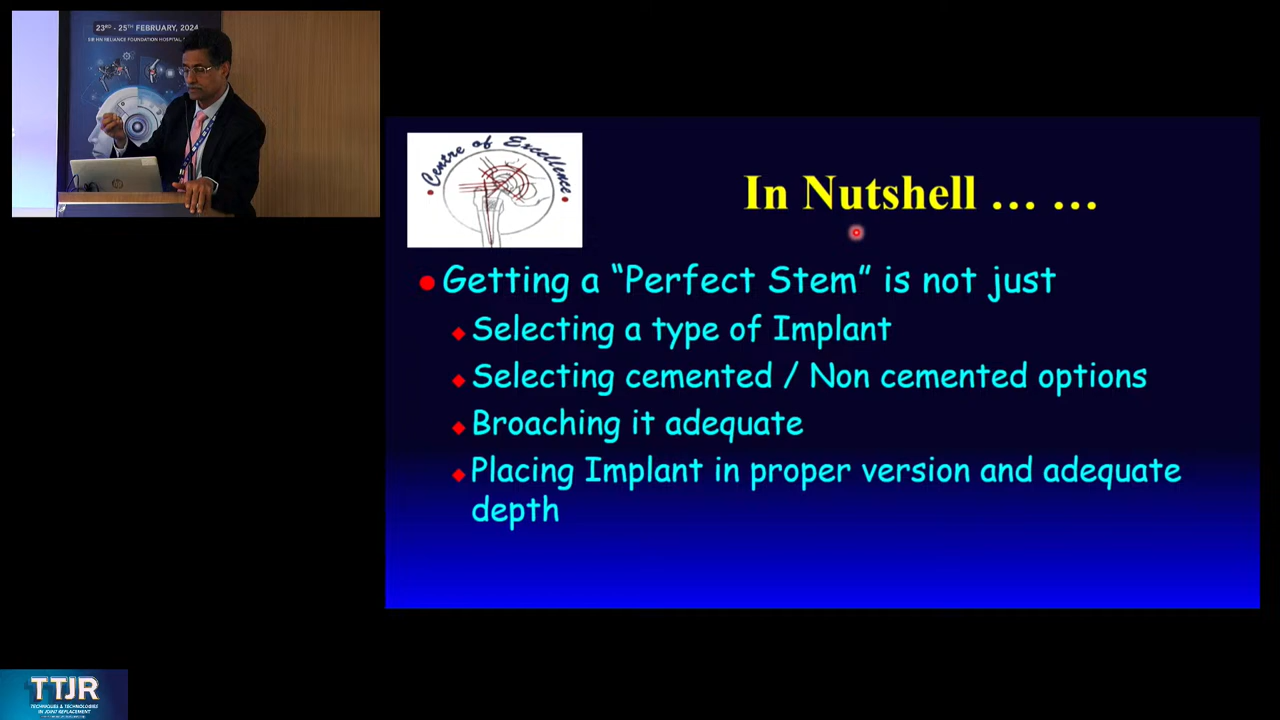 23RD - 25TH FEBRUARY, 2024
SIR HN RELIANCE FOUNDATION HOSPITAL
Centre of Excellence
In Nutshell ... ...
Getting a “Perfect Stem” is not just
Selecting a type of Implant
Selecting cemented / Non cemented options
Broaching it adequate
Placing Implant in proper version and adequate
depth
TTJR
TECHNIQUES & TECHNOLOGIES
IN JOINT REPLACEMENT